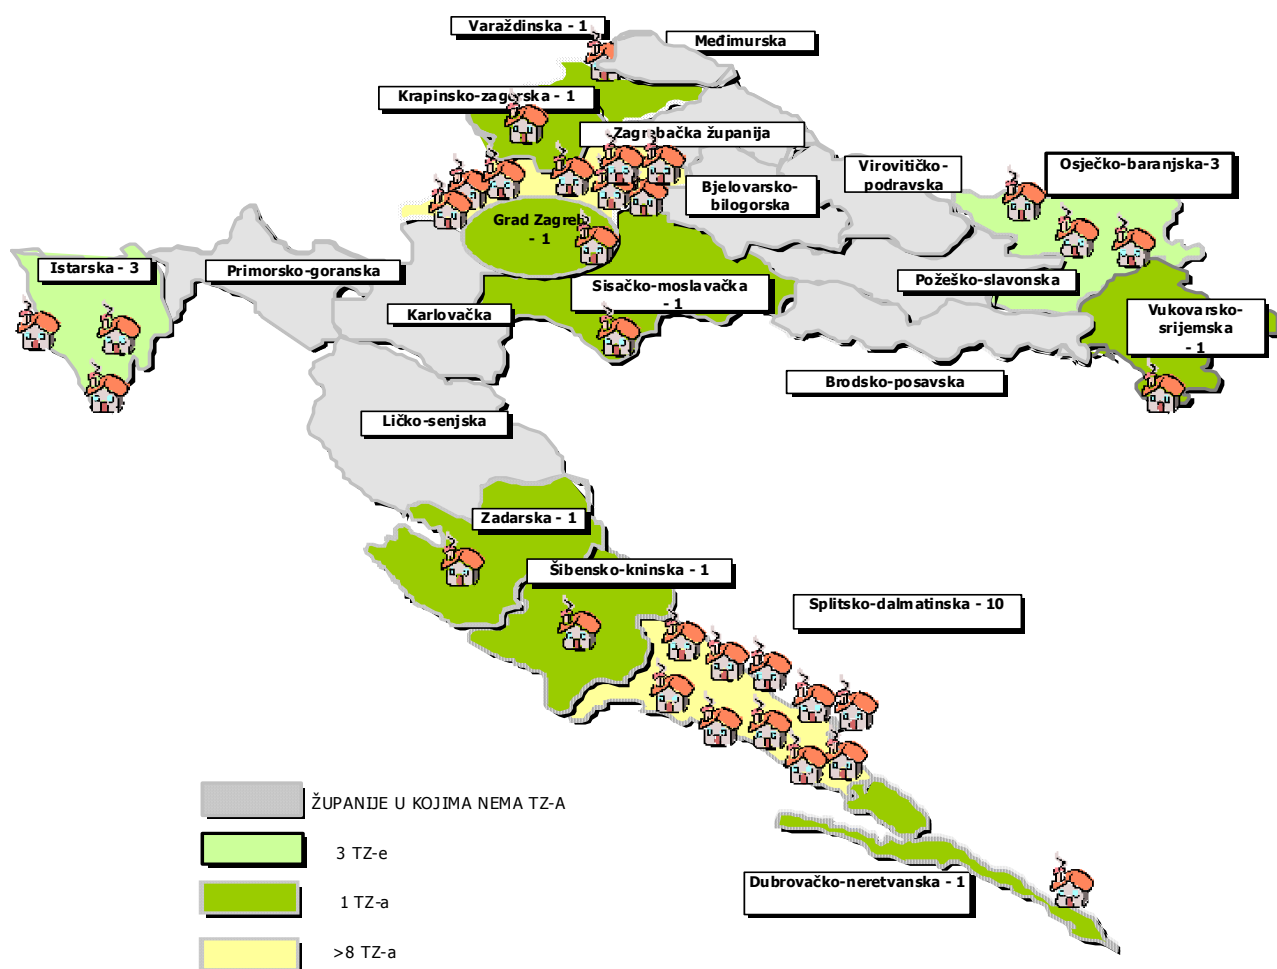 Varaždinska - 1
Međimurska
Krapinsko-zagorska - 1
Zagrebačka županija
Virovitičko-
podravska
Osječko-baranjska-3
Bjelovarsko-
bilogorska
Grad Zagreb
- 1
Istarska - 3
Primorsko-goranska
Sisačko-moslavačka
- 1
Požeško-slavonska
Karlovačka
Vukovarsko-
srijemska
- 1
Brodsko-posavska
Ličko-senjska
Zadarska - 1
Šibensko-kninska - 1
Splitsko-dalmatinska - 10
ŽUPANIJE U KOJIMA NEMA TZ-A
3 TZ-e
1 TZ-a
Dubrovačko-neretvanska - 1
>8 TZ-a